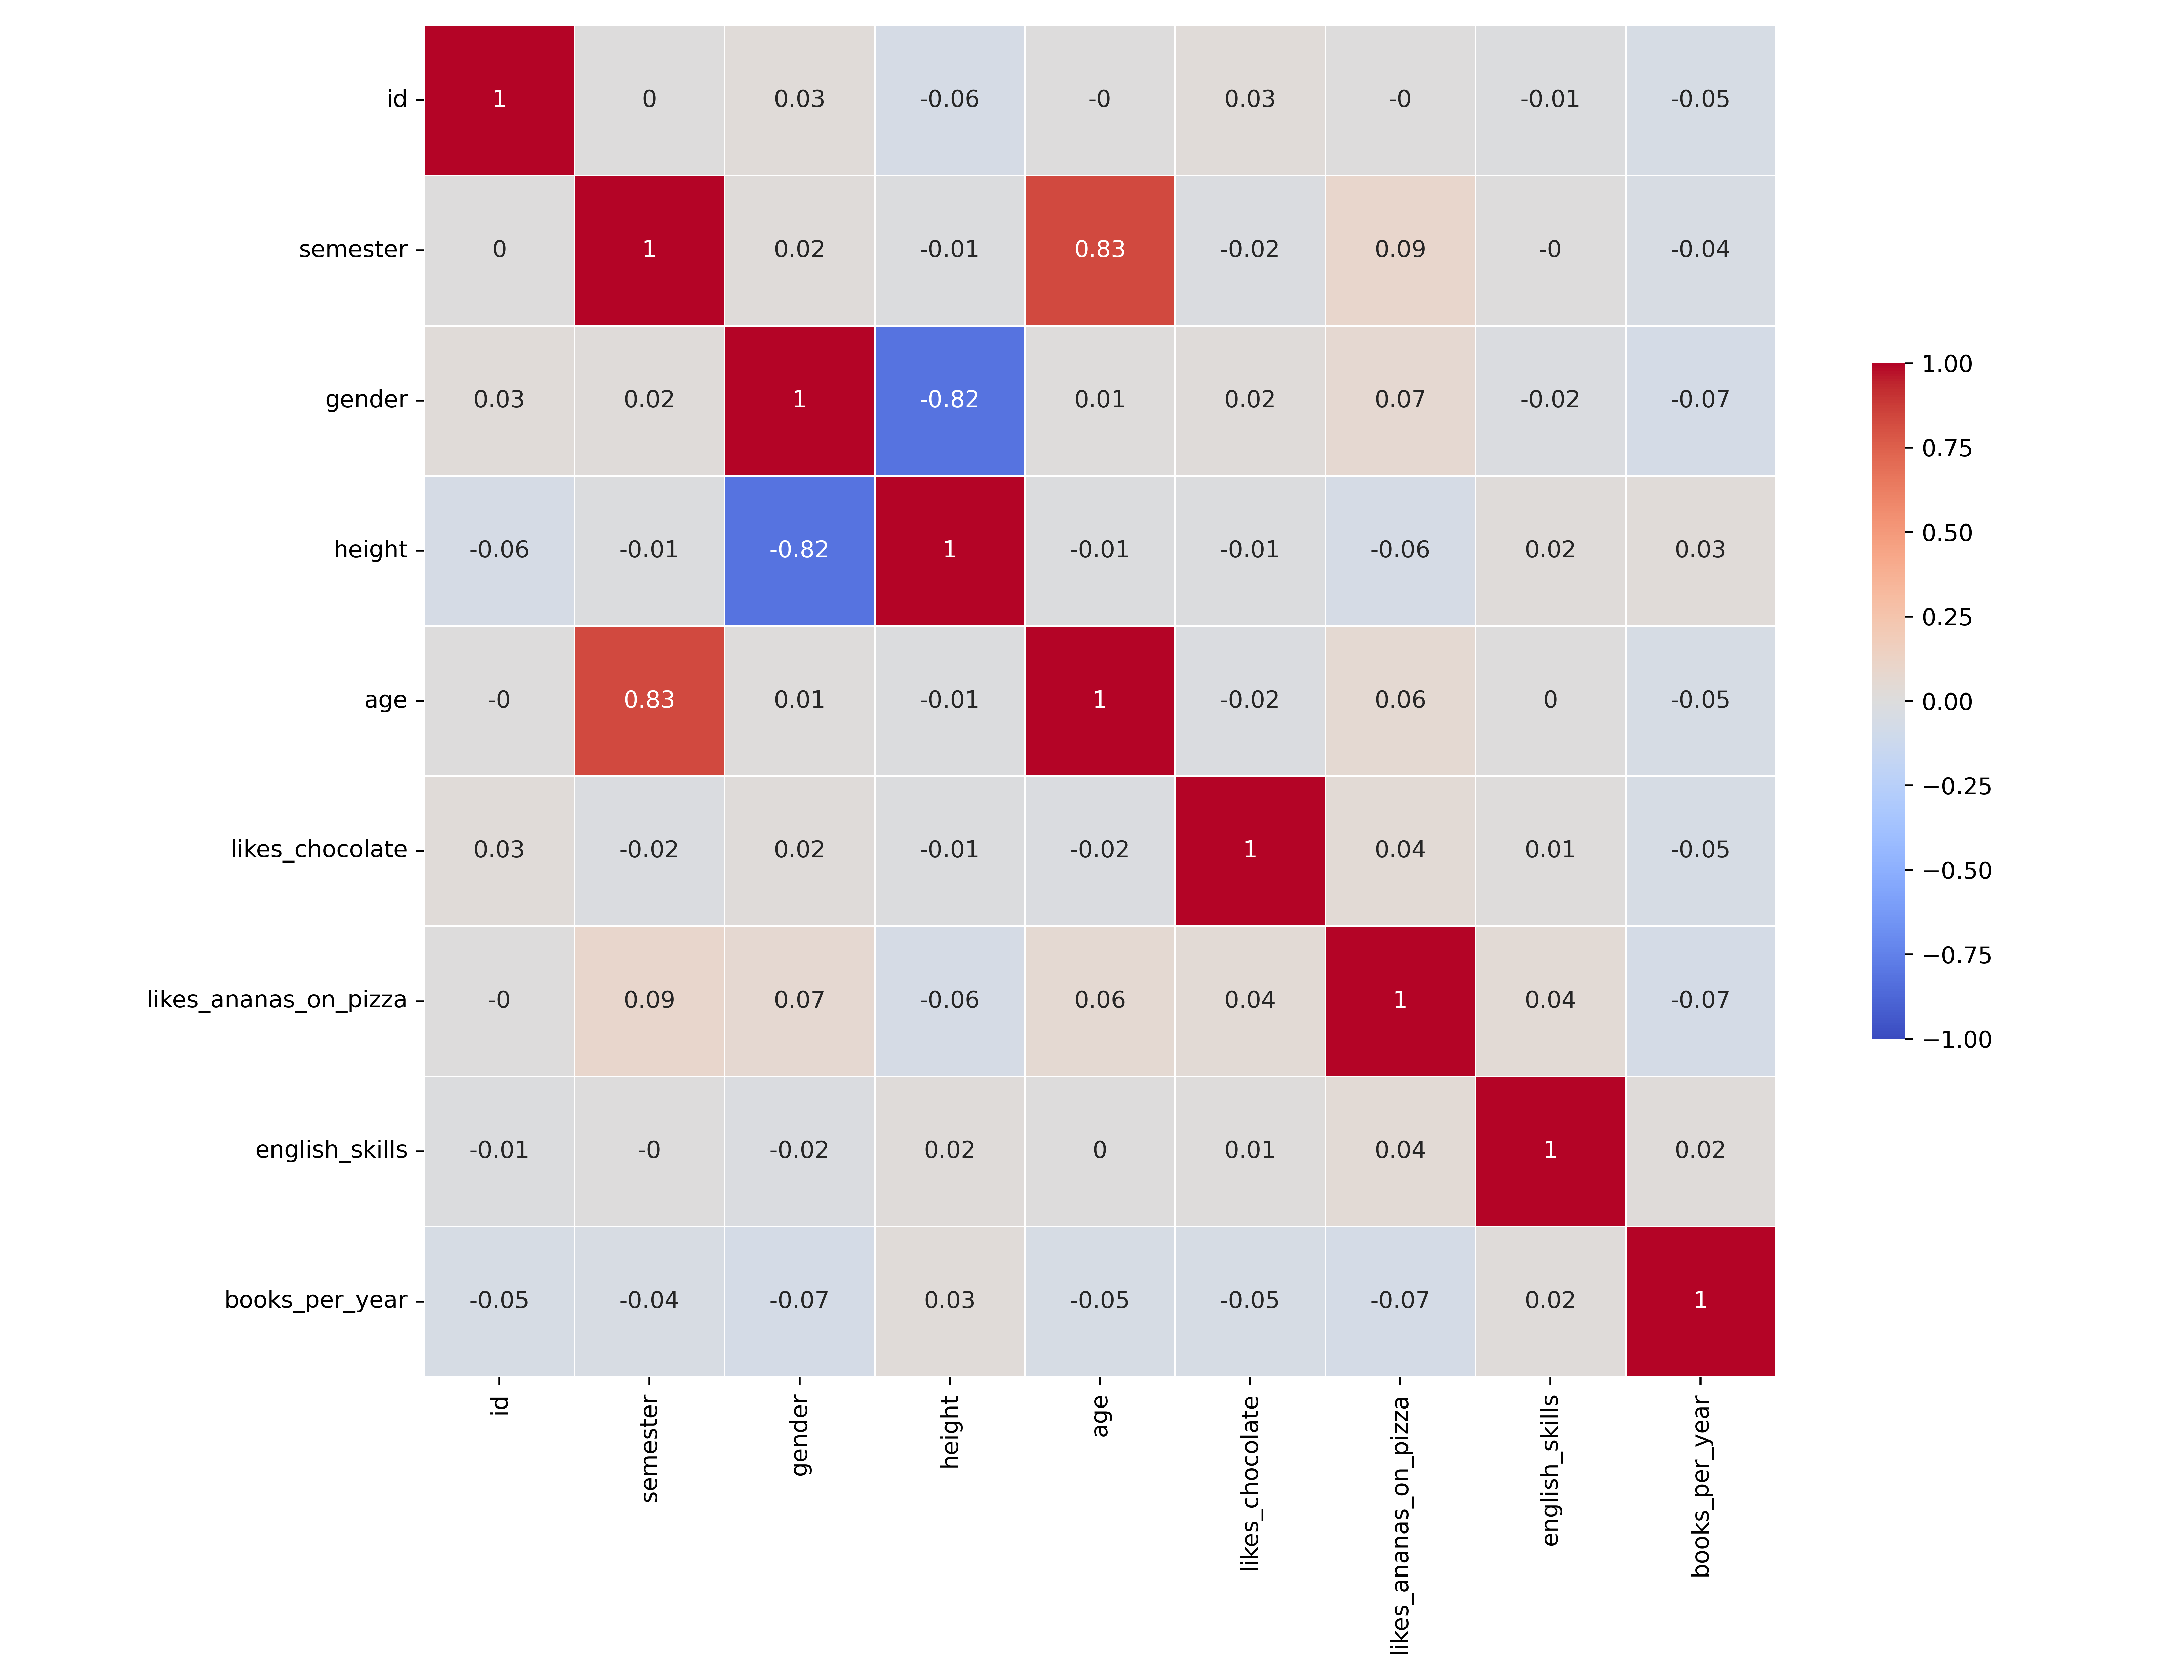 id 1 0 0.03 -0.06 -0 0.03 -0 -0.01 -0.05
semester 0 1 0.02 -0.01 0.83 -0.02 0.09 -0 -0.04
gender 0.03 0.02 1 -0.82 0.01 0.02 0.07 -0.02 -0.07
height -0.06 -0.01 -0.82 1 -0.01 -0.01 -0.06 0.02 0.03
age -0 0.83 0.01 -0.01 1 -0.02 0.06 0 -0.05
likes_chocolate 0.03 -0.02 0.02 -0.01 -0.02 1 0.04 0.01 -0.05
likes_ananas_on_pizza -0 0.09 0.07 -0.06 0.06 0.04 1 0.04 -0.07
english_skills -0.01 -0 -0.02 0.02 0 0.01 0.04 1 0.02
books_per_year -0.05 -0.04 -0.07 0.03 -0.05 -0.05 -0.07 0.02 1
id
semester
gender
height
age
likes_chocolate
likes_ananas_on_pizza
english_skills
books_per_year
1.00
0.75
0.50
0.25
0.00
−0.25
−0.50
−0.75
−1.00